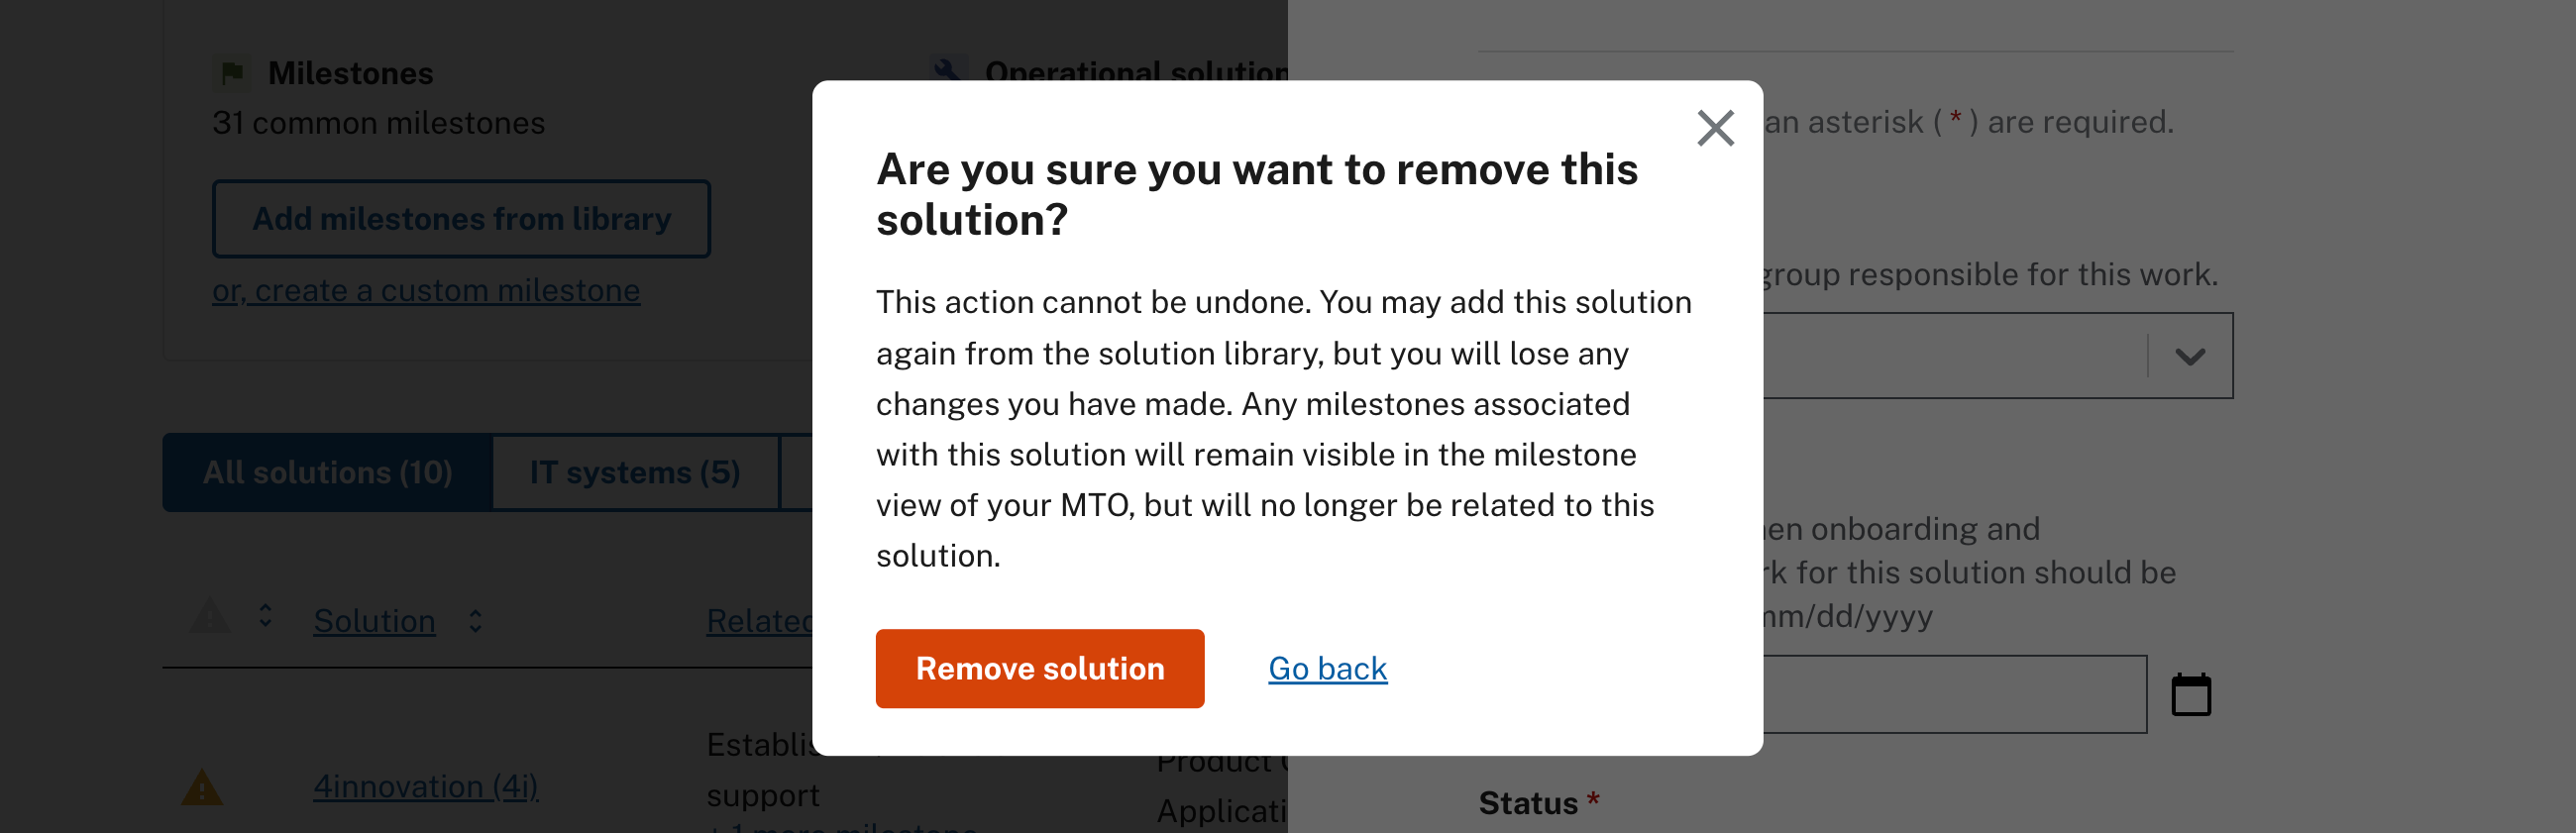 Milestones
31 common milestones
Add milestones from library
or, create a custom milestone
Operational solution
an asterisk ( * ) are required.
group responsible for this work.
Are you sure you want to remove this
solution?
This action cannot be undone. You may add this solution
again from the solution library, but you will lose any
changes you have made. Any milestones associated
with this solution will remain visible in the milestone
view of your MTO, but will no longer be related to this
solution.
Remove solution
Go back
All solutions (10)
IT systems (5)
Solution
Related
4innovation (4i)
Establis
support
+ 1 more milestone
Product
Applicati
en onboarding and
rk for this solution should be
mm/dd/yyyy
Status *